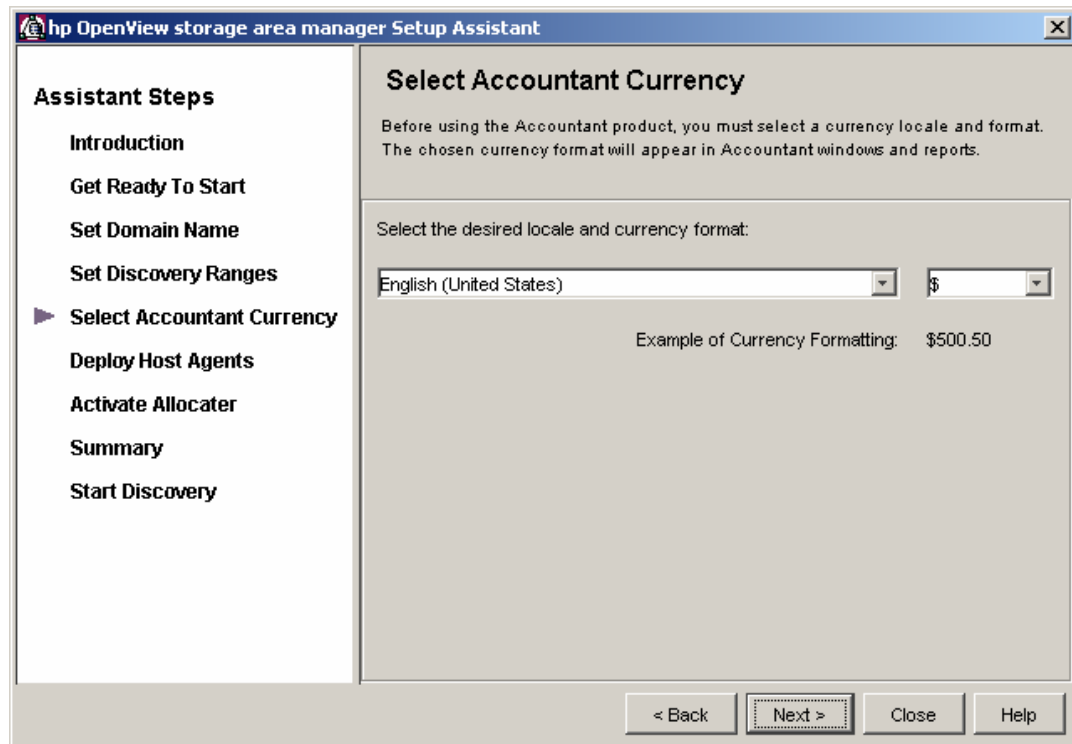 hp OpenView storage area manager Setup Assistant
Assistant Steps
Introduction
Get Ready To Start
Set Domain Name
Set Discovery Ranges
Select Accountant Currency
Deploy Host Agents
Activate Allocater
Summary
Start Discovery
Select Accountant Currency
Before using the Accountant product, you must select a currency locale and format.
The chosen currency format will appear in Accountant windows and reports.
Select the desired locale and currency format:
English (United States) $
Example of Currency Formatting: $500.50
< Back Next > Close Help